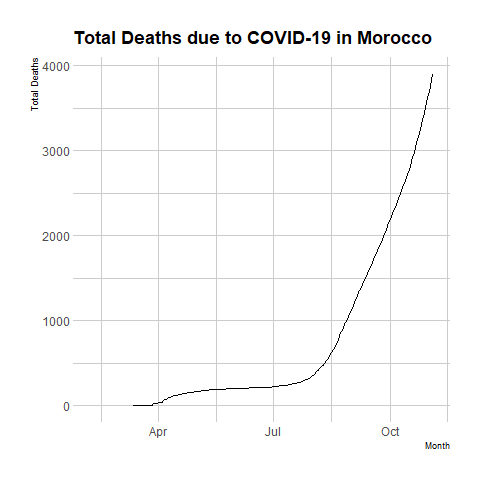 Total Deaths due to COVID-19 in Morocco
Total Deaths
4000
3000
2000
1000
0
Apr Jul Oct
Month